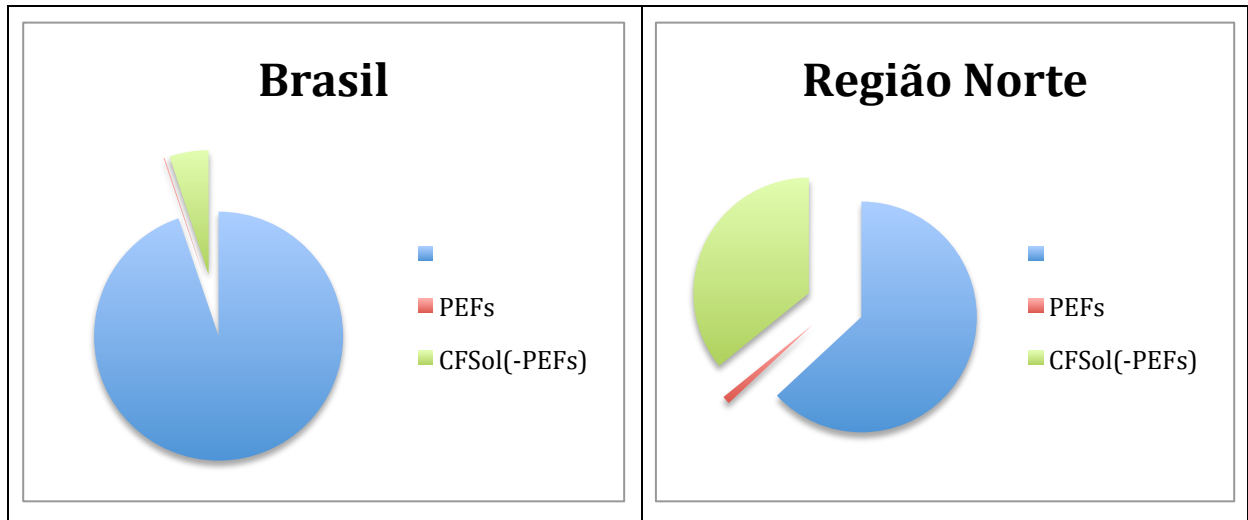 Brasil
PEFs
CFSol(-PEFs)
Região Norte
PEFs
CFSol(-PEFs)